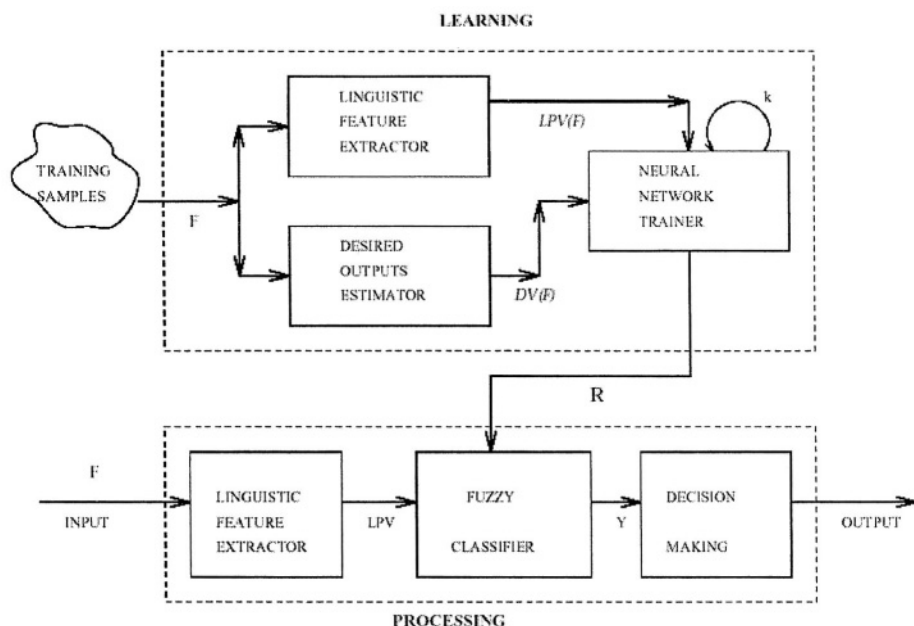 LEARNING
TRAINING
SAMPLES
F
LINGUISTIC
FEATURE
EXTRACTOR
LPV(F)
k
NEURAL
NETWORK
TRAINER
DESIRED
OUTPUTS
ESTIMATOR
DV(F)
R
F
INPUT
LINGUISTIC
FEATURE
EXTRACTOR
LPV
FUZZY
CLASSIFIER
Y
DECISION
MAKING
OUTPUT
PROCESSING